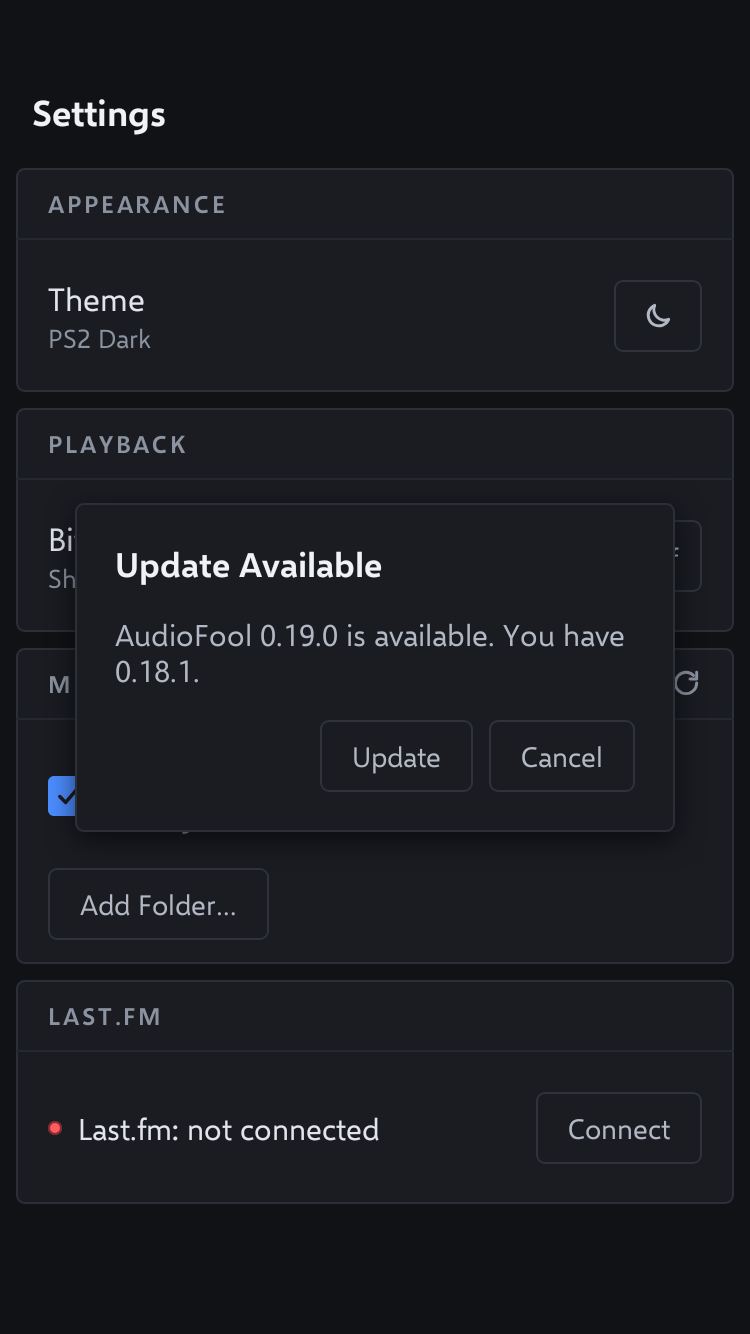 Settings
APPEARANCE
Theme
PS2 Dark
PLAYBACK
Update Available
AudioFool 0.19.0 is available. You have
0.18.1.
Update
Cancel
Add Folder...
LAST.FM
Last.fm: not connected
Connect